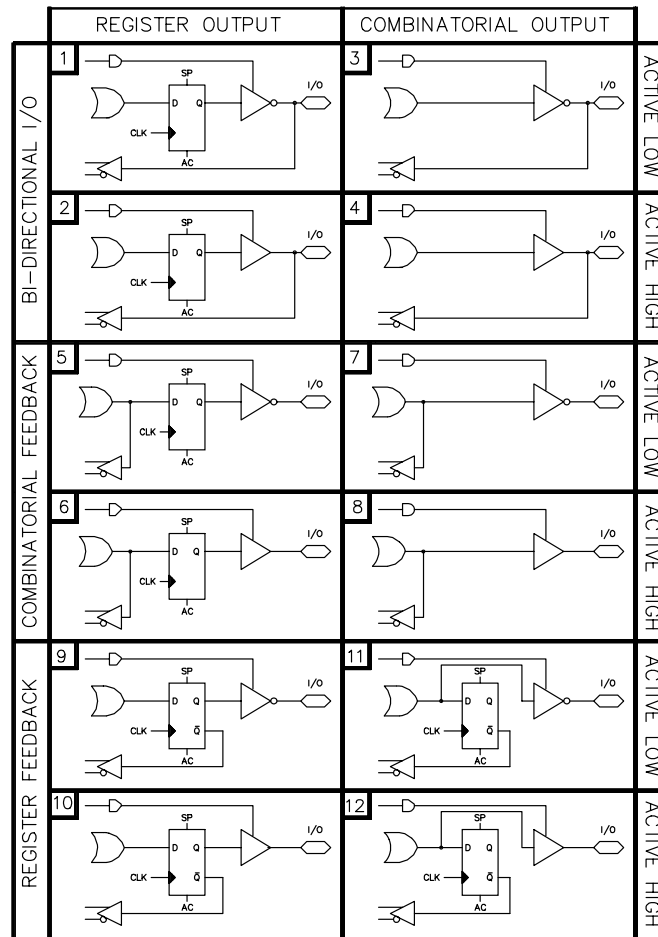 REGISTER OUTPUT
COMBINATORIAL OUTPUT
BI-DIRECTIONAL I/O
1
SP
D Q
CLK
AC
I/O
3
I/O
ACTIVE LOW
2
SP
D Q
CLK
AC
I/O
4
I/O
ACTIVE HIGH
COMBINATORIAL FEEDBACK
5
SP
D Q
CLK
AC
I/O
7
I/O
ACTIVE LOW
6
SP
D Q
CLK
AC
I/O
8
I/O
ACTIVE HIGH
REGISTER FEEDBACK
9
SP
D Q
CLK
Q̅
AC
I/O
11
SP
D Q
CLK
Q̅
AC
I/O
ACTIVE LOW
10
SP
D Q
CLK
Q̅
AC
I/O
12
SP
D Q
CLK
Q̅
AC
I/O
ACTIVE HIGH